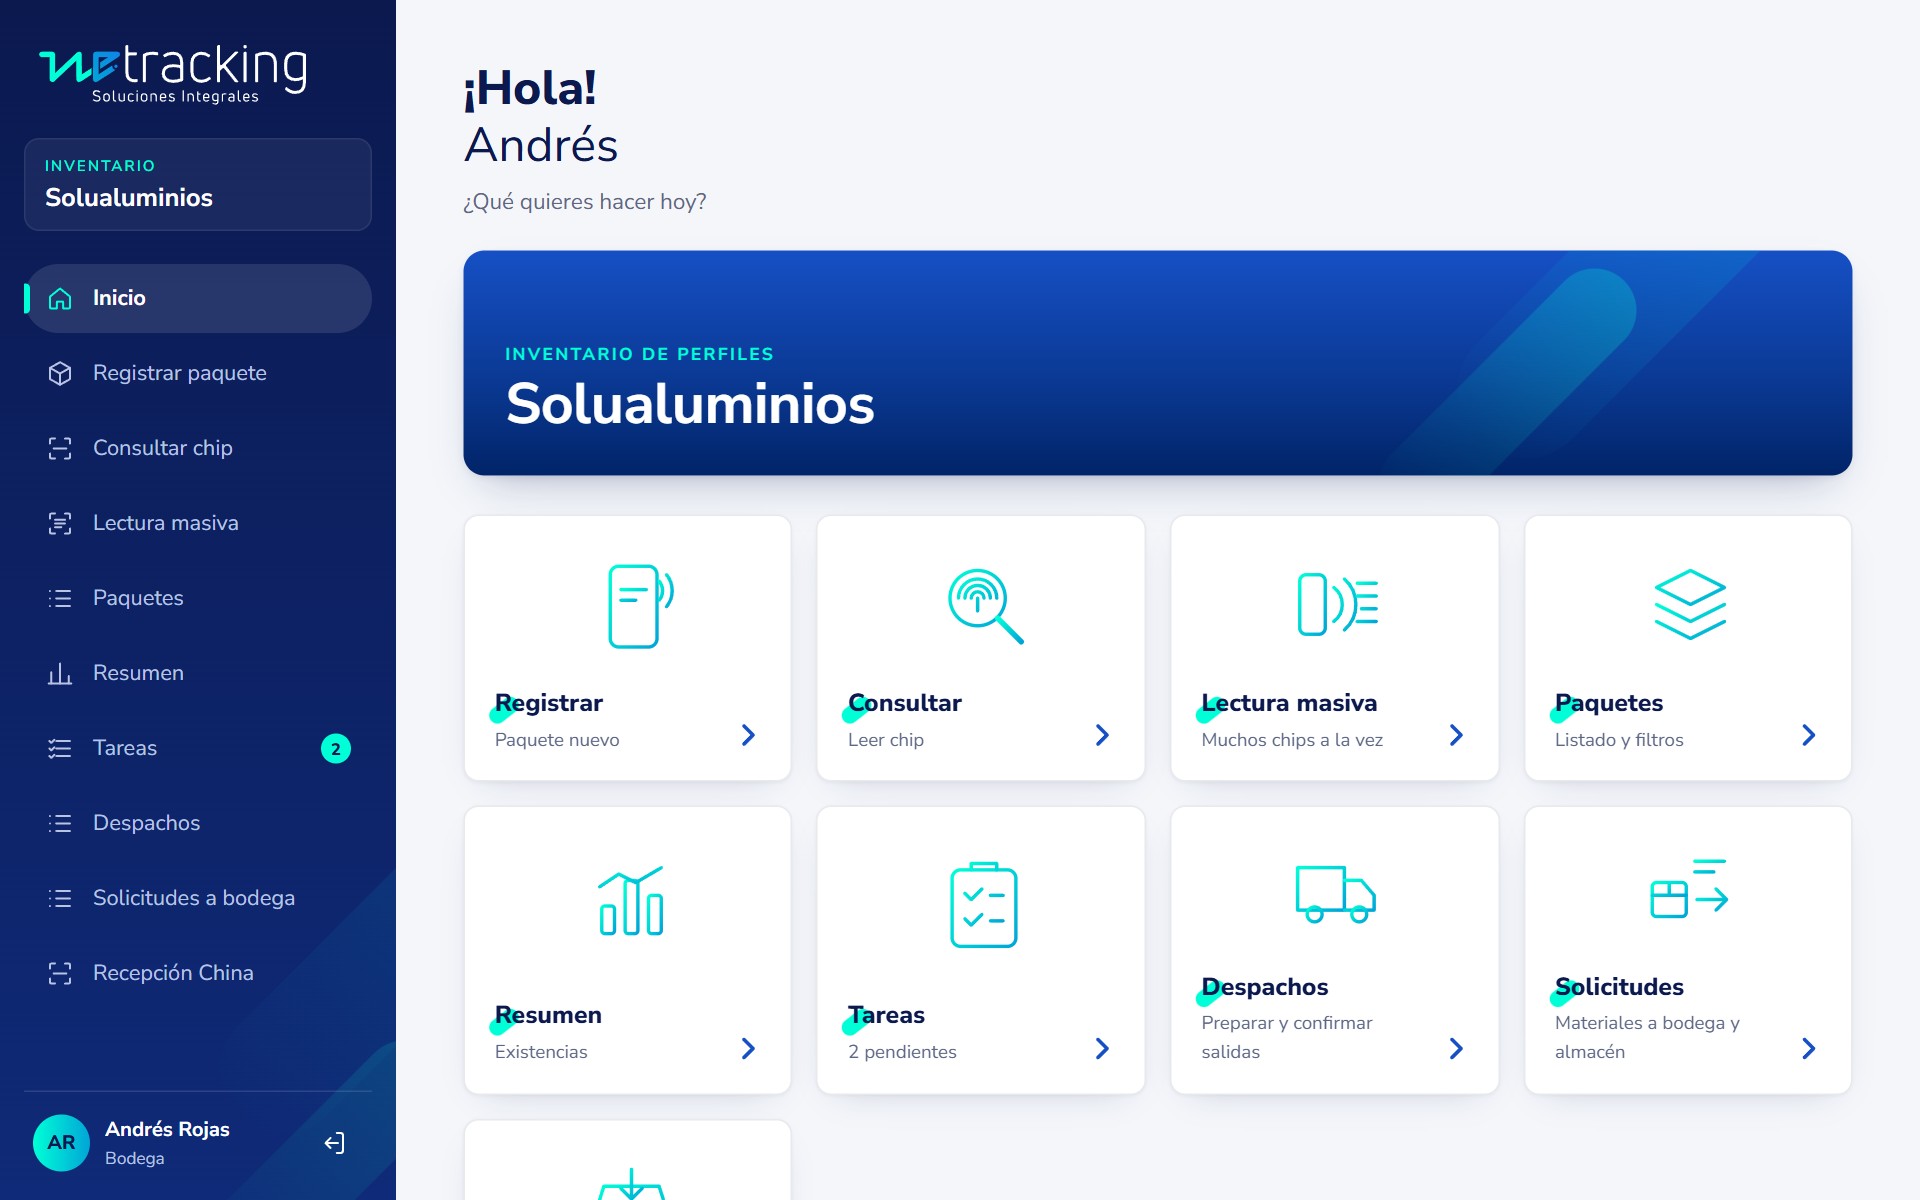 wetracking
Soluciones Integrales
INVENTARIO
Solualuminios
Inicio
Registrar paquete
Consultar chip
Lectura masiva
Paquetes
Resumen
Tareas
2
Despachos
Solicitudes a bodega
Recepción China
AR
Andrés Rojas
Bodega
¡Hola!
Andrés
¿Qué quieres hacer hoy?
INVENTARIO DE PERFILES
Solualuminios
Registrar
Paquete nuevo
Consultar
Leer chip
Lectura masiva
Muchos chips a la vez
Paquetes
Listado y filtros
Resumen
Existencias
Tareas
2 pendientes
Despachos
Preparar y confirmar
salidas
Solicitudes
Materiales a bodega y
almacén